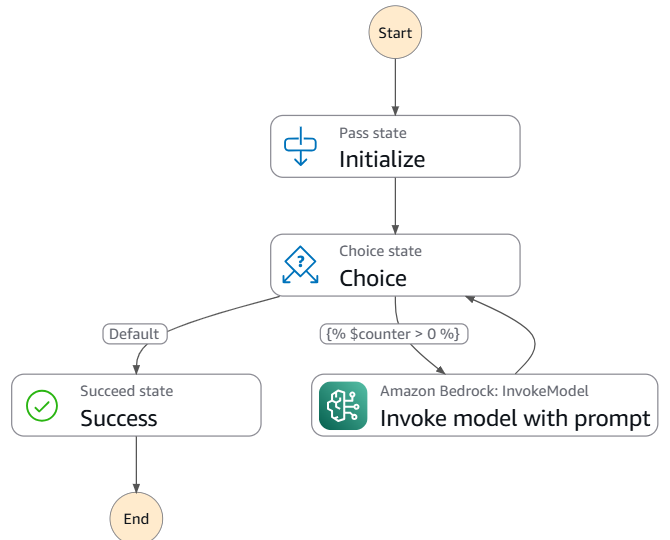 Start
Pass state
Initialize
Choice state
Choice
Default
{% $counter > 0 %}
Succeed state
Success
Amazon Bedrock: InvokeModel
Invoke model with prompt
End